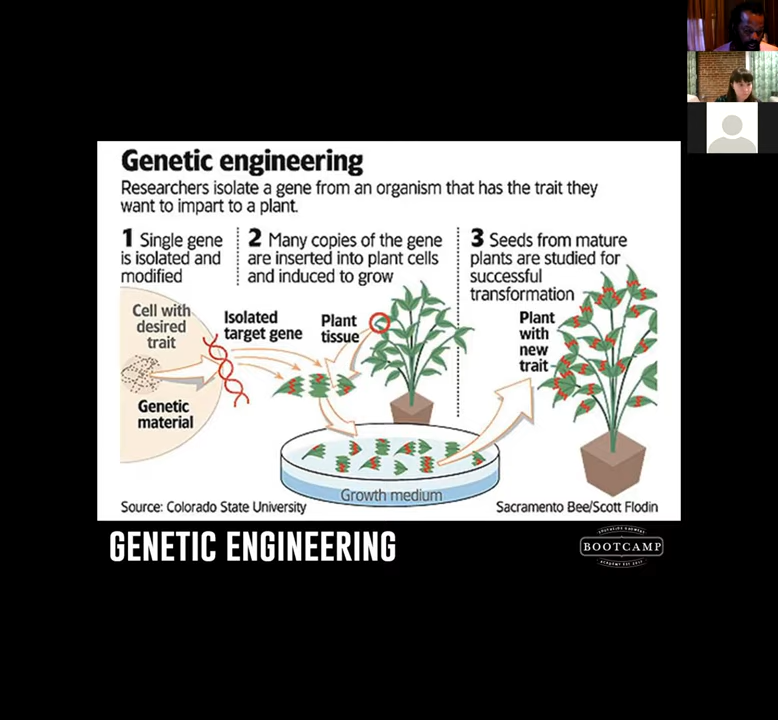 Genetic engineering
Researchers isolate a gene from an organism that has the trait they
want to impart to a plant.
1 Single gene
is isolated and
modified
2 Many copies of the gene
are inserted into plant cells
and induced to grow
3 Seeds from mature
plants are studied for
successful
transformation
Cell with
desired
trait
Genetic
material
Isolated
target gene
Plant
tissue
Plant
with
new
trait
Growth medium
Source: Colorado State University
Sacramento Bee/Scott Flodin
GENETIC ENGINEERING
BOOTCAMP